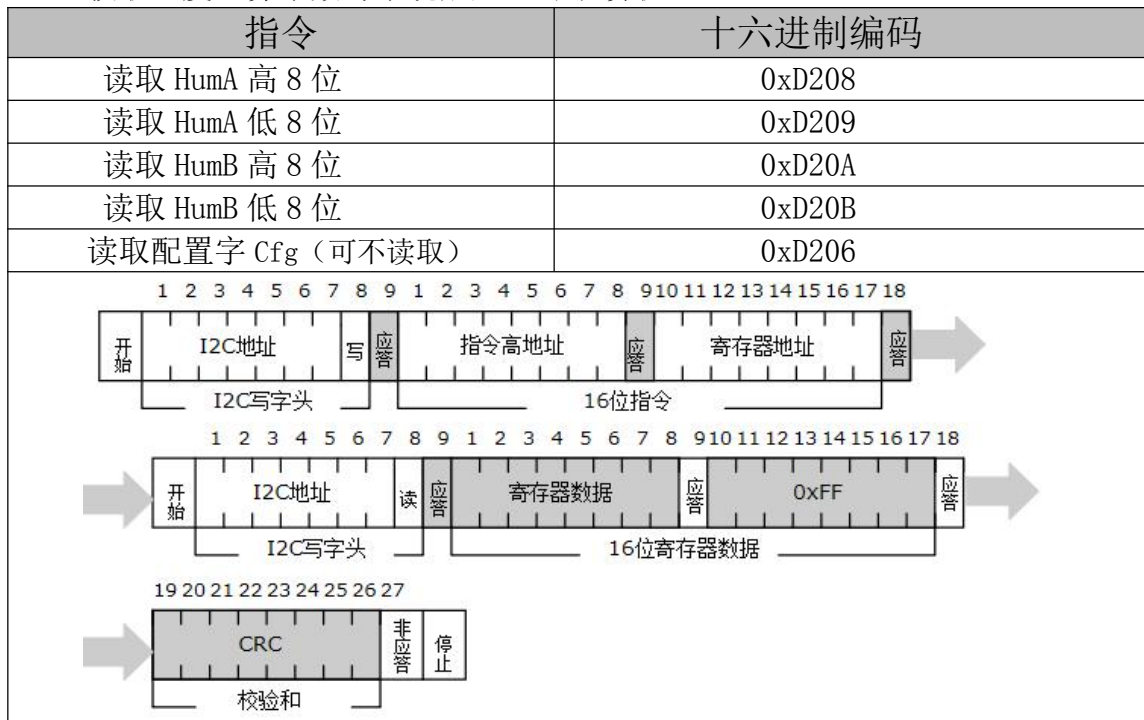 指令 十六进制编码
读取 HumA 高 8 位 0xD208
读取 HumA 低 8 位 0xD209
读取 HumB 高 8 位 0xD20A
读取 HumB 低 8 位 0xD20B
读取配置字 Cfg（可不读取） 0xD206
1 2 3 4 5 6 7 8 9 1 2 3 4 5 6 7 8 9 10 11 12 13 14 15 16 17 18
开始 I2C地址 写 应答 指令高地址 应答 寄存器地址 应答
I2C写字头 16位指令
1 2 3 4 5 6 7 8 9 1 2 3 4 5 6 7 8 9 10 11 12 13 14 15 16 17 18
开始 I2C地址 读 应答 寄存器数据 应答 0xFF 应答
I2C写字头 16位寄存器数据
19 20 21 22 23 24 25 26 27
CRC 非应答 停止
校验和